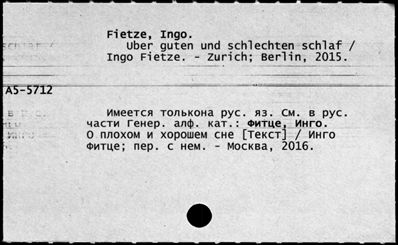 Fietze, Ingo.
Uber guten und schlechten schlaf /
Ingo Fietze. - Zurich; Berlin, 2015.
А5-5712
Имеется толькона рус. яз. См. в рус.
части Генер. алф. кат.: Фитце, Инго.
О плохом и хорошем сне [Текст] / Инго
Фитце; пер. с нем. - Москва, 2016.